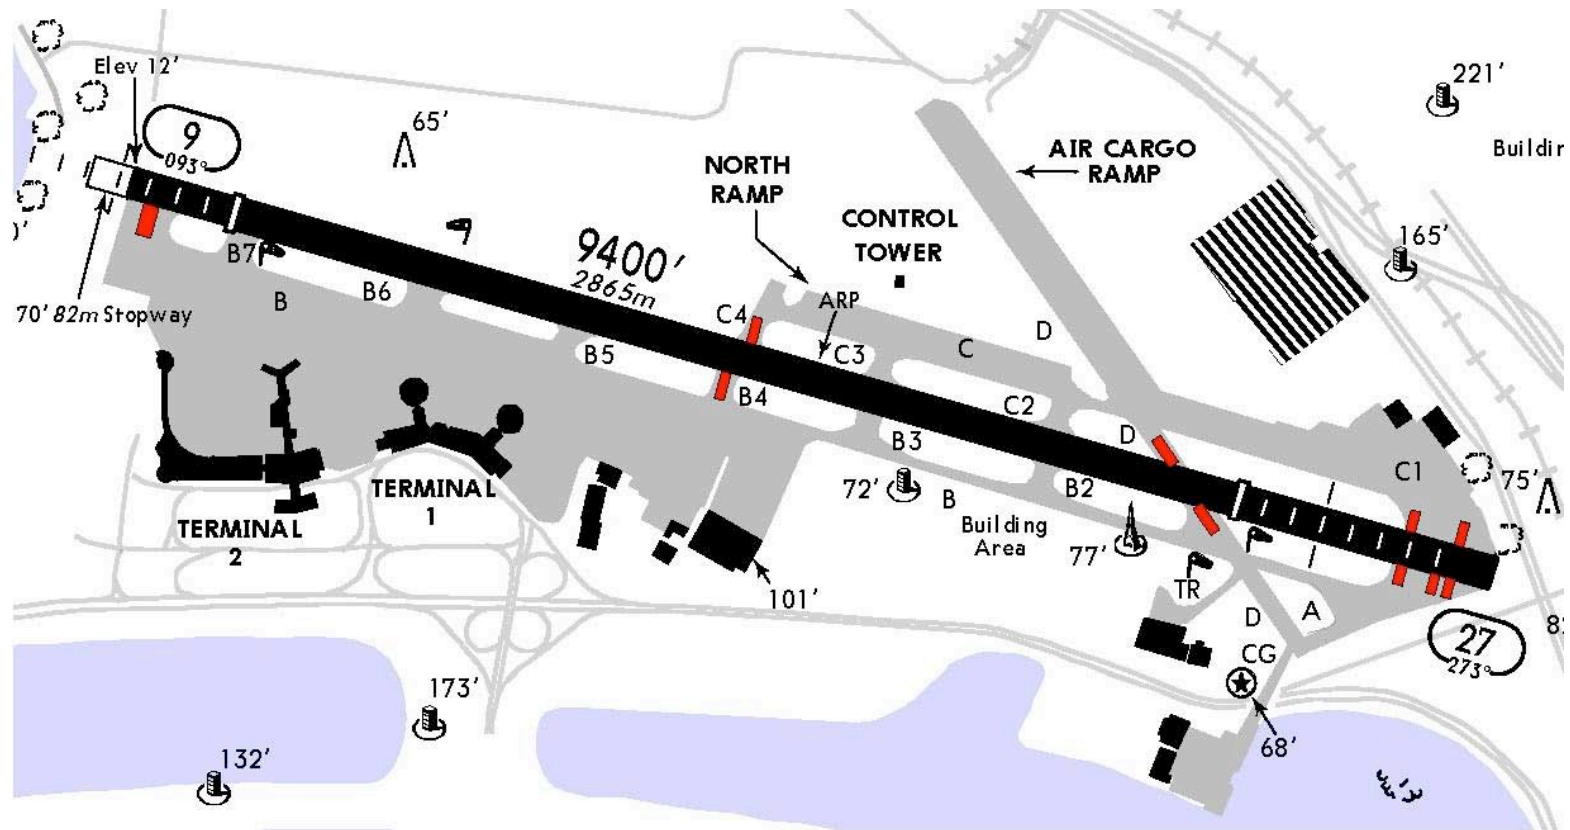 221'
Elev 12'
65'
9
093°
Buildir
AIR CARGO
RAMP
NORTH
RAMP
CONTROL
TOWER
9400'
2865m
165'
0'
B7
B
B6
70' 82m Stopway
C4
ARP
D
C
C3
B5
B4
C2
D
B3
B2
C1
75'
72'
B
Building
Area
77'
TERMINAL
1
TERMINAL
2
101'
TR
D
A
CG
27
273°
82
68'
173'
132'